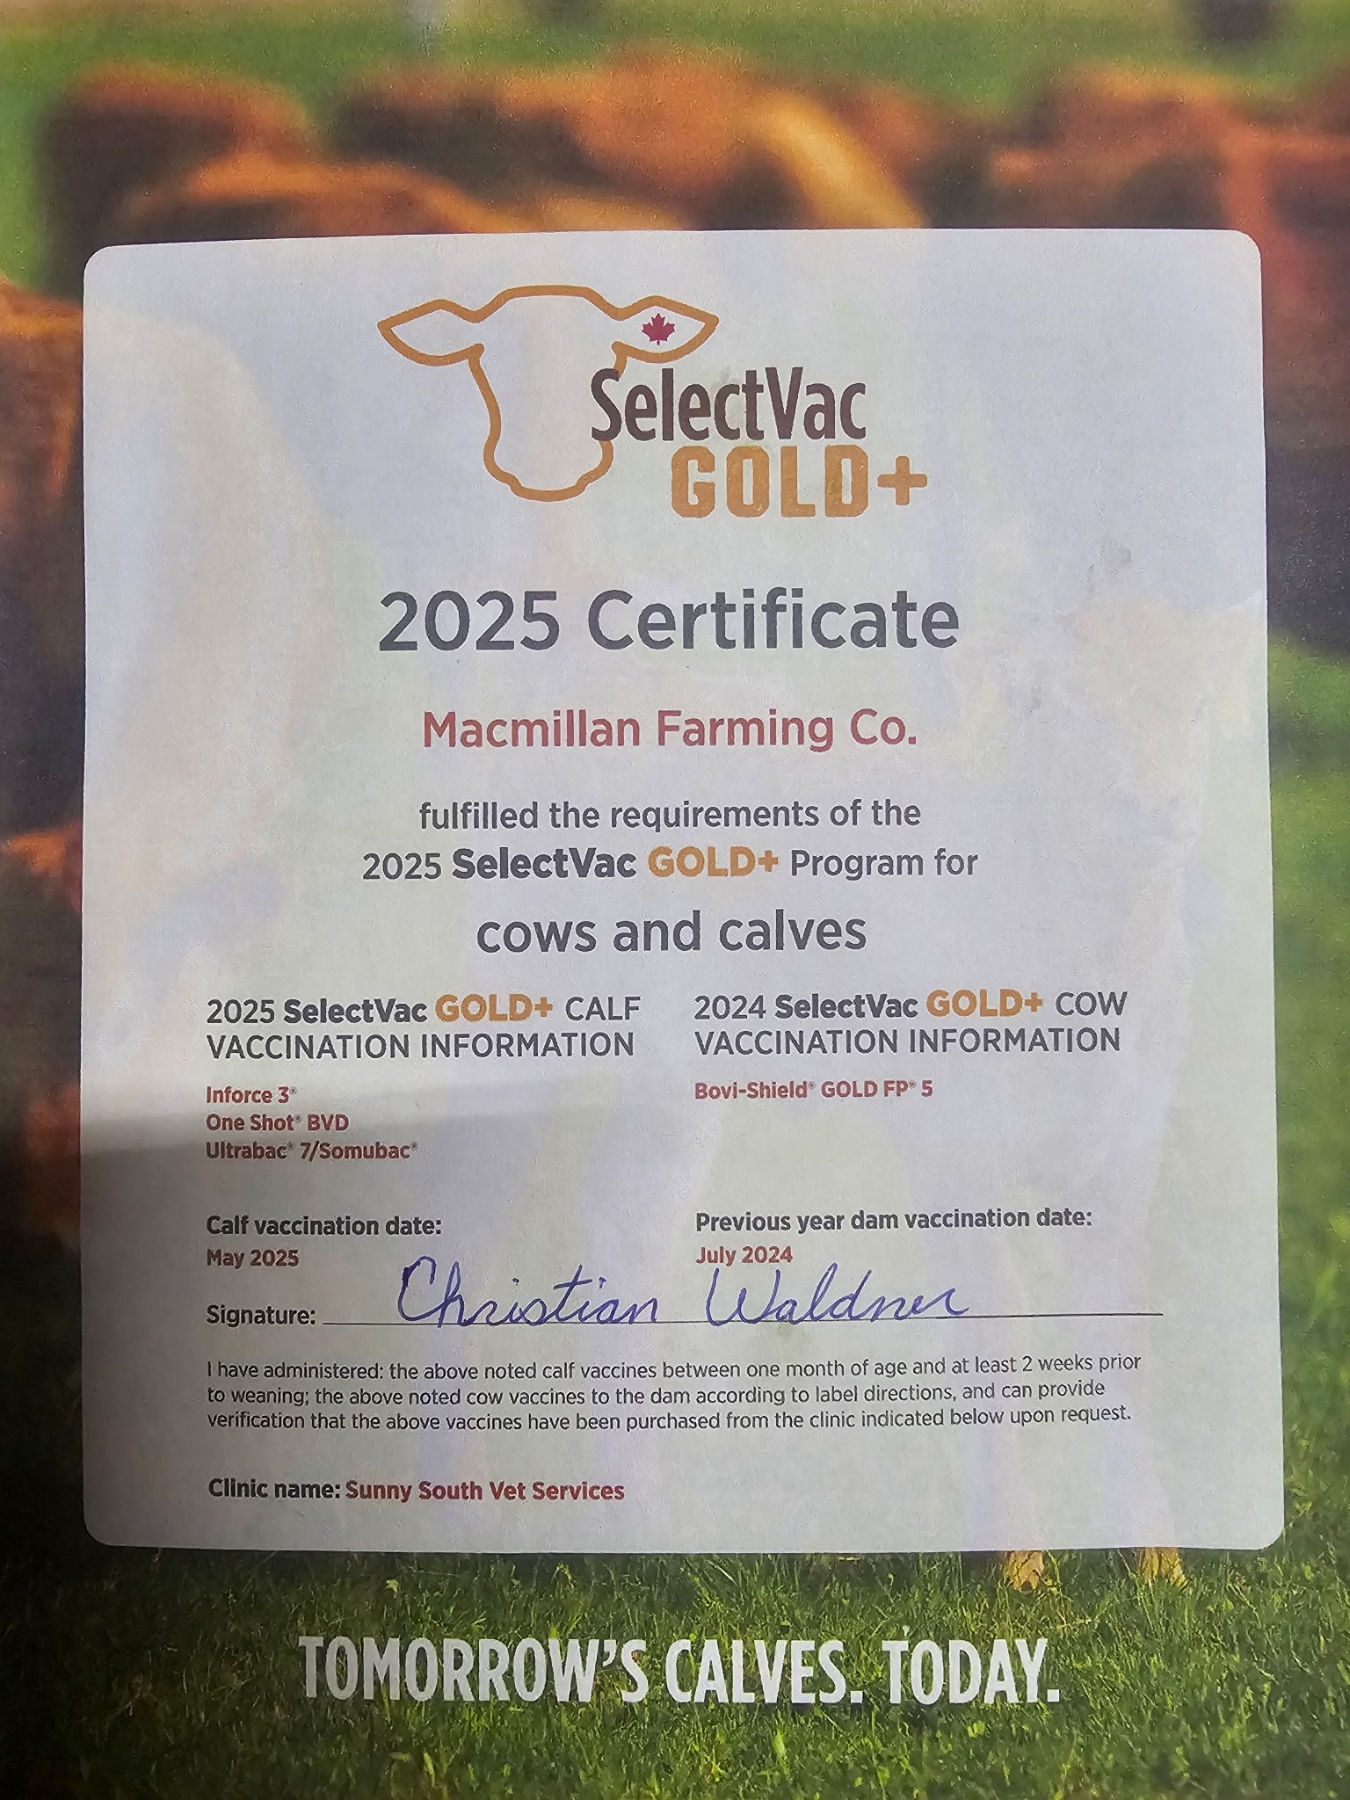 SelectVac
GOLD+
2025 Certificate
Macmillan Farming Co.
fulfilled the requirements of the
2025 SelectVac GOLD+ Program for
cows and calves
2025 SelectVac GOLD+ CALF
VACCINATION INFORMATION
Inforce 3®
One Shot® BVD
Ultrabac® 7/Somubac®
Calf vaccination date:
May 2025
2024 SelectVac GOLD+ COW
VACCINATION INFORMATION
Bovi-Shield® GOLD FP® 5
Previous year dam vaccination date:
July 2024
Signature: Christian Waldner
I have administered: the above noted calf vaccines between one month of age and at least 2 weeks prior
to weaning; the above noted cow vaccines to the dam according to label directions, and can provide
verification that the above vaccines have been purchased from the clinic indicated below upon request.
Clinic name: Sunny South Vet Services
TOMORROW'S CALVES. TODAY.